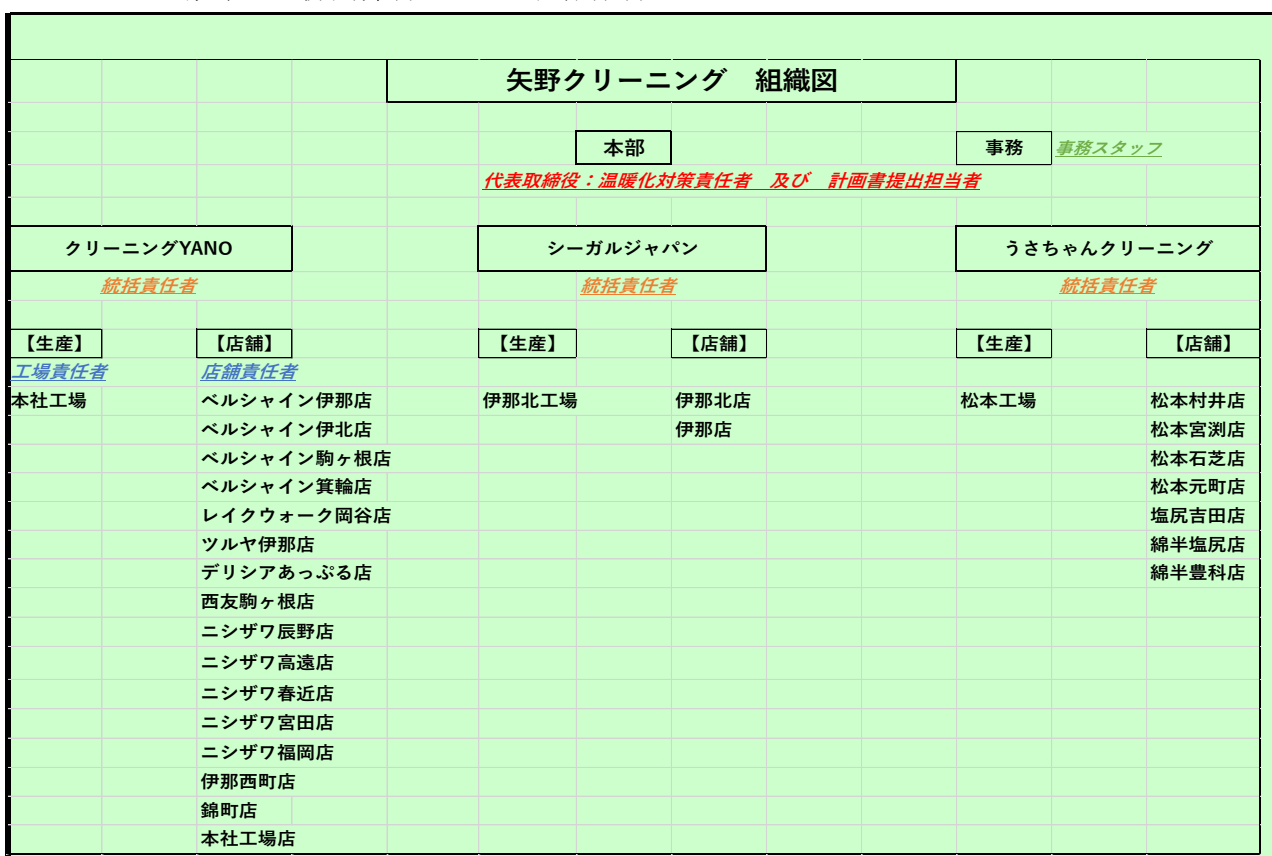 矢野クリーニング　組織図
本部
事務 事務スタッフ
代表取締役：温暖化対策責任者　及び　計画書提出担当者
クリーニングYANO シーガルジャパン うさちゃんクリーニング
統括責任者 統括責任者 統括責任者
【生産】 【店舗】 【生産】 【店舗】 【生産】 【店舗】
工場責任者 店舗責任者
本社工場 ベルシャイン伊那店 伊那北工場 伊那北店 松本工場 松本村井店
ベルシャイン伊北店 伊那店 松本宮渕店
ベルシャイン駒ヶ根店 松本石芝店
ベルシャイン箕輪店 松本元町店
レイクウォーク岡谷店 塩尻吉田店
ツルヤ伊那店 綿半塩尻店
デリシアあっぷる店 綿半豊科店
西友駒ヶ根店
ニシザワ辰野店
ニシザワ高遠店
ニシザワ春近店
ニシザワ宮田店
ニシザワ福岡店
伊那西町店
錦町店
本社工場店